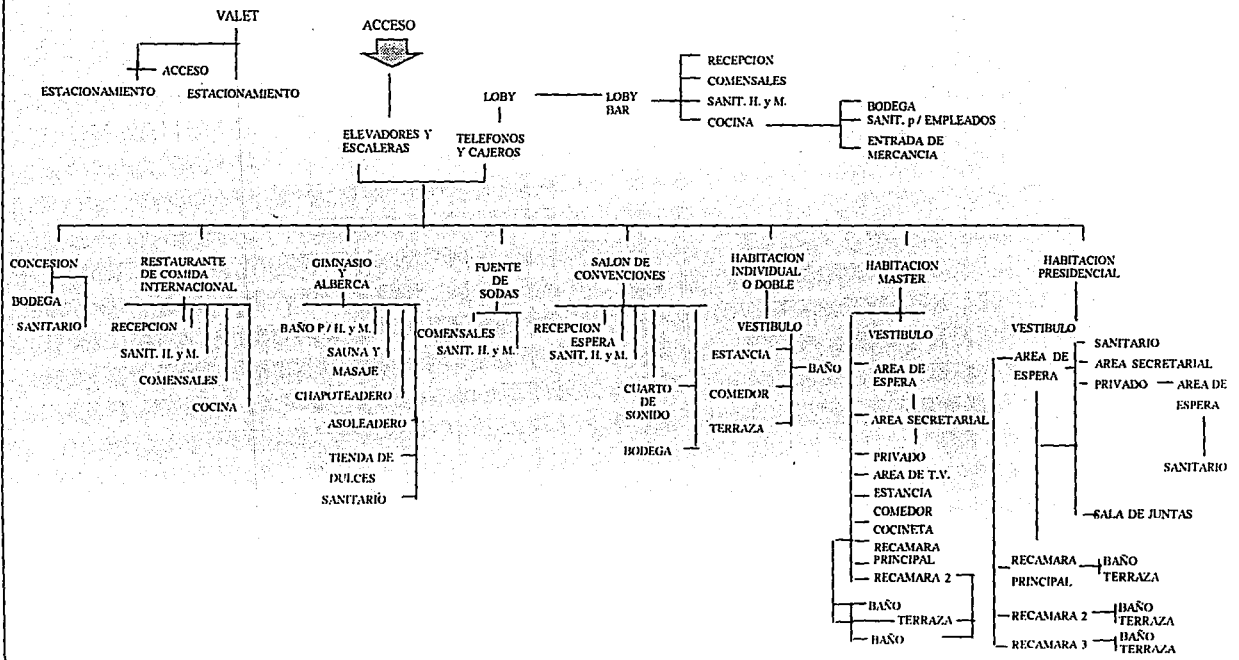 VALET
ACCESO
ESTACIONAMIENTO
ESTACIONAMIENTO
ACCESO
ELEVADORES Y
ESCALERAS
LOBY
TELEFONOS
Y CAJEROS
LOBY
BAR
RECEPCION
COMENSALES
SANIT. H. y M.
COCINA
BODEGA
SANIT. p / EMPLEADOS
ENTRADA DE
MERCANCIA
CONCESION
BODEGA
SANITARIO
RESTAURANTE
DE COMIDA
INTERNACIONAL
RECEPCION
SANIT. H. y M.
COMENSALES
COCINA
GIMNASIO
Y
ALBERCA
BAÑO P / H. y M.
SAUNA Y
MASAJE
CHAPOTEADERO
ASOLEADERO
TIENDA DE
DULCES
SANITARIO
FUENTE
DE
SODAS
COMENSALES
SANIT. H. y M.
SALON DE
CONVENCIONES
RECEPCION
ESPERA
SANIT. H. y M.
CUARTO
DE
SONIDO
BODEGA
HABITACION
INDIVIDUAL
O DOBLE
VESTIBULO
ESTANCIA
BAÑO
COMEDOR
TERRAZA
HABITACION
MASTER
VESTIBULO
AREA DE
ESPERA
AREA SECRETARIAL
PRIVADO
AREA DE T.V.
ESTANCIA
COMEDOR
COCINETA
RECAMARA
PRINCIPAL
RECAMARA 2
BAÑO
TERRAZA
BAÑO
HABITACION
PRESIDENCIAL
VESTIBULO
SANITARIO
AREA DE
ESPERA
AREA SECRETARIAL
PRIVADO
AREA DE
ESPERA
SANITARIO
SALA DE JUNTAS
RECAMARA
PRINCIPAL
BAÑO
TERRAZA
RECAMARA 2
BAÑO
TERRAZA
RECAMARA 3
BAÑO
TERRAZA